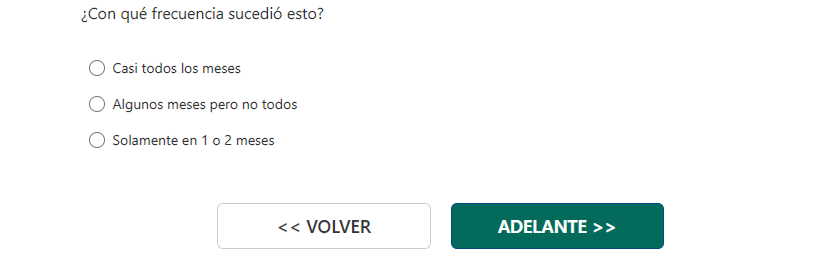 ¿Con qué frecuencia sucedió esto?
Casi todos los meses
Algunos meses pero no todos
Solamente en 1 o 2 meses
<< VOLVER
ADELANTE >>